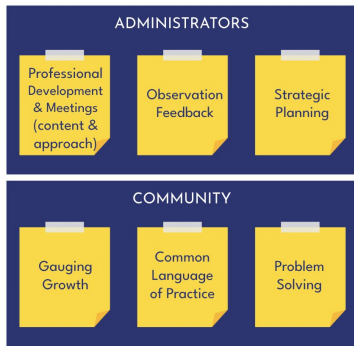 ADMINISTRATORS
Professional
Development
& Meetings
(content &
approach)
Observation
Feedback
Strategic
Planning
COMMUNITY
Gauging
Growth
Common
Language
of Practice
Problem
Solving